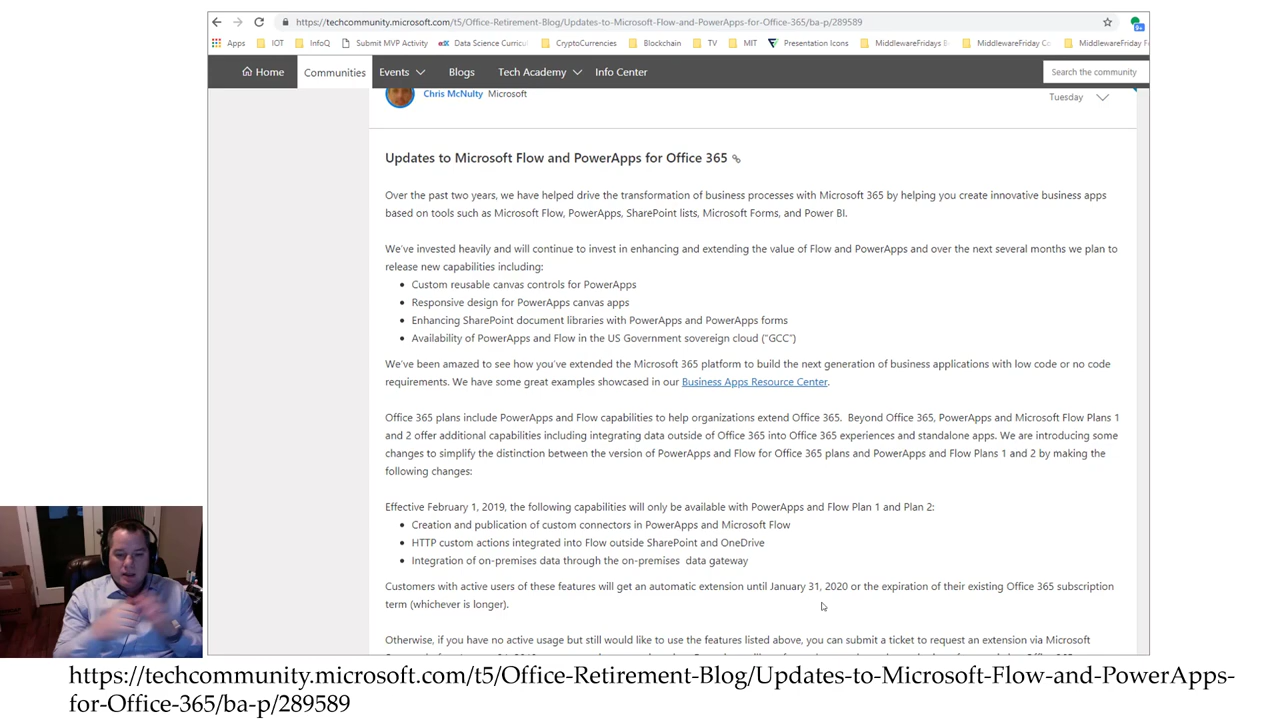 https://techcommunity.microsoft.com/t5/Office-Retirement-Blog/Updates-to-Microsoft-Flow-and-PowerApps-for-Office-365/ba-p/289589
Apps IOT InfoQ Submit MVP Activity Data Science Curricu CryptoCurrencies Blockchain TV MIT Presentation Icons MiddlewareFridays B MiddlewareFriday Co MiddlewareFriday F
Home Communities Events Blogs Tech Academy Info Center Search the community
Chris McNulty Microsoft
Tuesday
Updates to Microsoft Flow and PowerApps for Office 365
Over the past two years, we have helped drive the transformation of business processes with Microsoft 365 by helping you create innovative business apps
based on tools such as Microsoft Flow, PowerApps, SharePoint lists, Microsoft Forms, and Power BI.
We've invested heavily and will continue to invest in enhancing and extending the value of Flow and PowerApps and over the next several months we plan to
release new capabilities including:
• Custom reusable canvas controls for PowerApps
• Responsive design for PowerApps canvas apps
• Enhancing SharePoint document libraries with PowerApps and PowerApps forms
• Availability of PowerApps and Flow in the US Government sovereign cloud ("GCC")
We've been amazed to see how you've extended the Microsoft 365 platform to build the next generation of business applications with low code or no code
requirements. We have some great examples showcased in our Business Apps Resource Center.
Office 365 plans include PowerApps and Flow capabilities to help organizations extend Office 365. Beyond Office 365, PowerApps and Microsoft Flow Plans 1
and 2 offer additional capabilities including integrating data outside of Office 365 into Office 365 experiences and standalone apps. We are introducing some
changes to simplify the distinction between the version of PowerApps and Flow for Office 365 plans and PowerApps and Flow Plans 1 and 2 by making the
following changes:
Effective February 1, 2019, the following capabilities will only be available with PowerApps and Flow Plan 1 and Plan 2:
• Creation and publication of custom connectors in PowerApps and Microsoft Flow
• HTTP custom actions integrated into Flow outside SharePoint and OneDrive
• Integration of on-premises data through the on-premises data gateway
Customers with active users of these features will get an automatic extension until January 31, 2020 or the expiration of their existing Office 365 subscription
term (whichever is longer).
Otherwise, if you have no active usage but still would like to use the features listed above, you can submit a ticket to request an extension via Microsoft
https://techcommunity.microsoft.com/t5/Office-Retirement-Blog/Updates-to-Microsoft-Flow-and-PowerApps-
for-Office-365/ba-p/289589